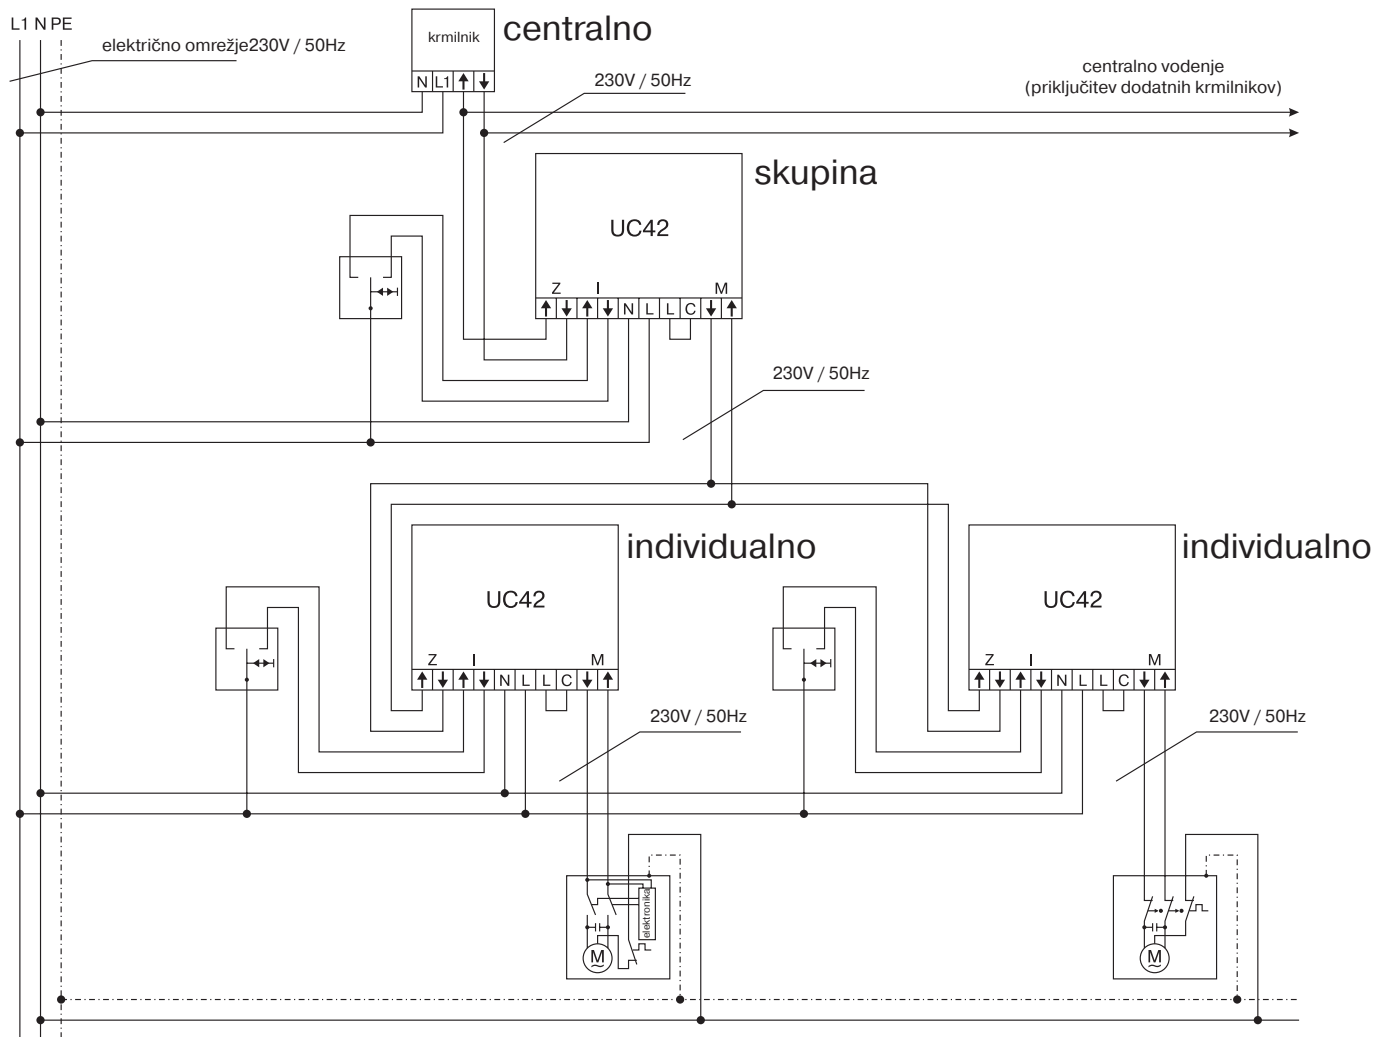 L1 N PE
električno omrežje230V / 50Hz
krmilnik
centralno
N L1
230V / 50Hz
centralno vodenje
(priključitev dodatnih krmilnikov)
skupina
UC42
Z I M
N L L C
230V / 50Hz
individualno
UC42
Z I M
N L L C
230V / 50Hz
elektronika
M
individualno
UC42
Z I M
N L L C
230V / 50Hz
M